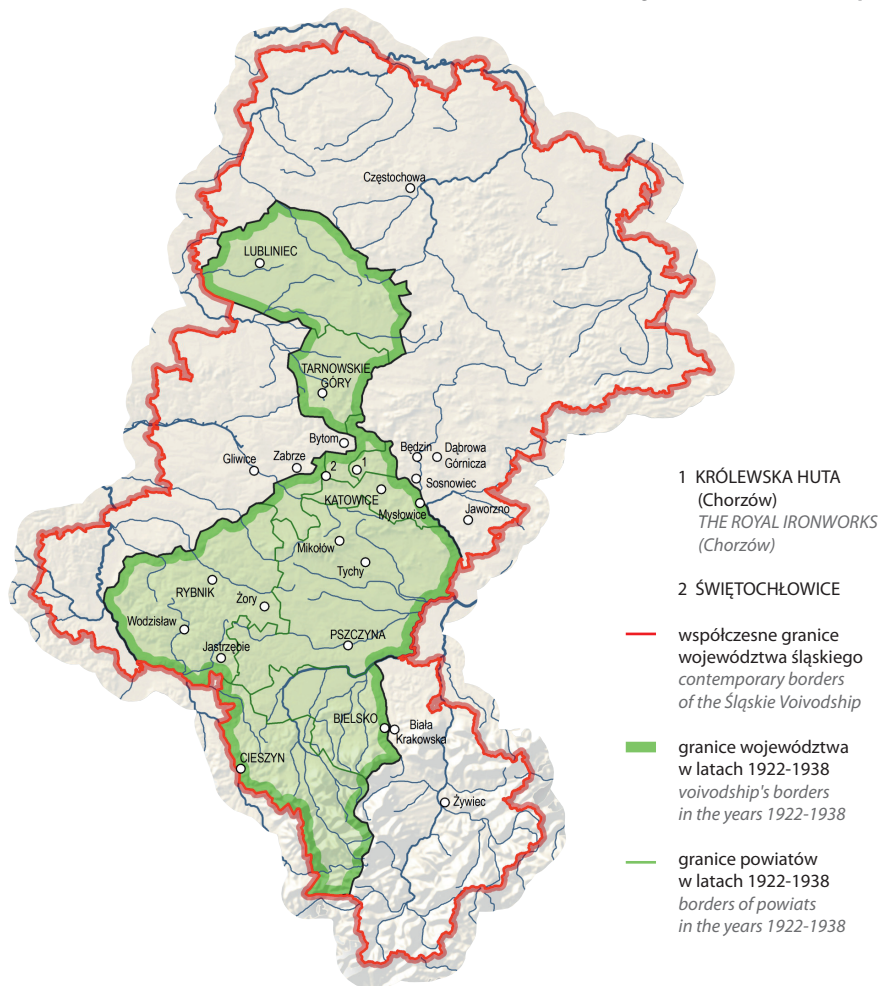 Częstochowa
LUBLINIEC
TARNOWSKIE
GÓRY
Bytom
Będzin
Dąbrowa
Górnicza
Gliwice
Zabrze
2
1
Sosnowiec
KATOWICE
Mysłowice
Jaworzno
Mikołów
Tychy
RYBNIK
Żory
Wodzisław
PSZCZYNA
Jastrzębie
BIELSKO
Biała
Krakowska
CIESZYN
Żywiec
1 KRÓLEWSKA HUTA
(Chorzów)
THE ROYAL IRONWORKS
(Chorzów)
2 ŚWIĘTOCHŁOWICE
współczesne granice
województwa śląskiego
contemporary borders
of the Śląskie Voivodship
granice województwa
w latach 1922-1938
voivodship's borders
in the years 1922-1938
granice powiatów
w latach 1922-1938
borders of powiats
in the years 1922-1938